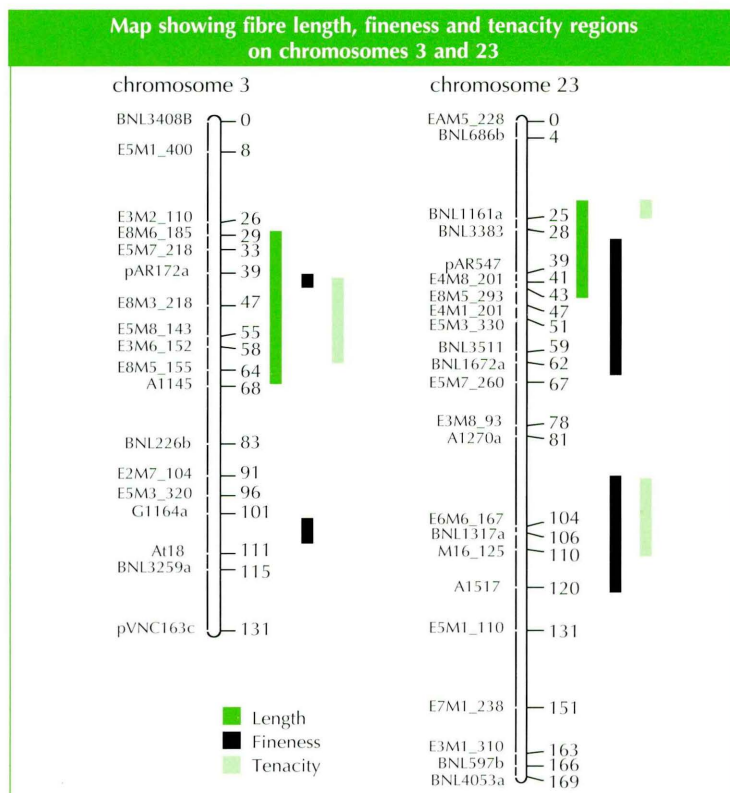 Map showing fibre length, fineness and tenacity regions
on chromosomes 3 and 23
chromosome 3
BNL3408B 0
E5M1_400 8
E3M2_110 26
E8M6_185 29
E5M7_218 33
pAR172a 39
E8M3_218 47
E5M8_143 55
E3M6_152 58
E8M5_155 64
A1145 68
BNL226b 83
E2M7_104 91
E5M3_320 96
G1164a 101
At18 111
BNL3259a 115
pVNC163c 131
chromosome 23
EAM5_228 0
BNL686b 4
BNL1161a 25
BNL3383 28
pAR547 39
E4M8_201 41
E8M5_293 43
E4M1_201 47
E5M3_330 51
BNL3511 59
BNL1672a 62
E5M7_260 67
E3M8_93 78
A1270a 81
E6M6_167 104
BNL1317a 106
M16_125 110
A1517 120
E5M1_110 131
E7M1_238 151
E3M1_310 163
BNL597b 166
BNL4053a 169
Length
Fineness
Tenacity